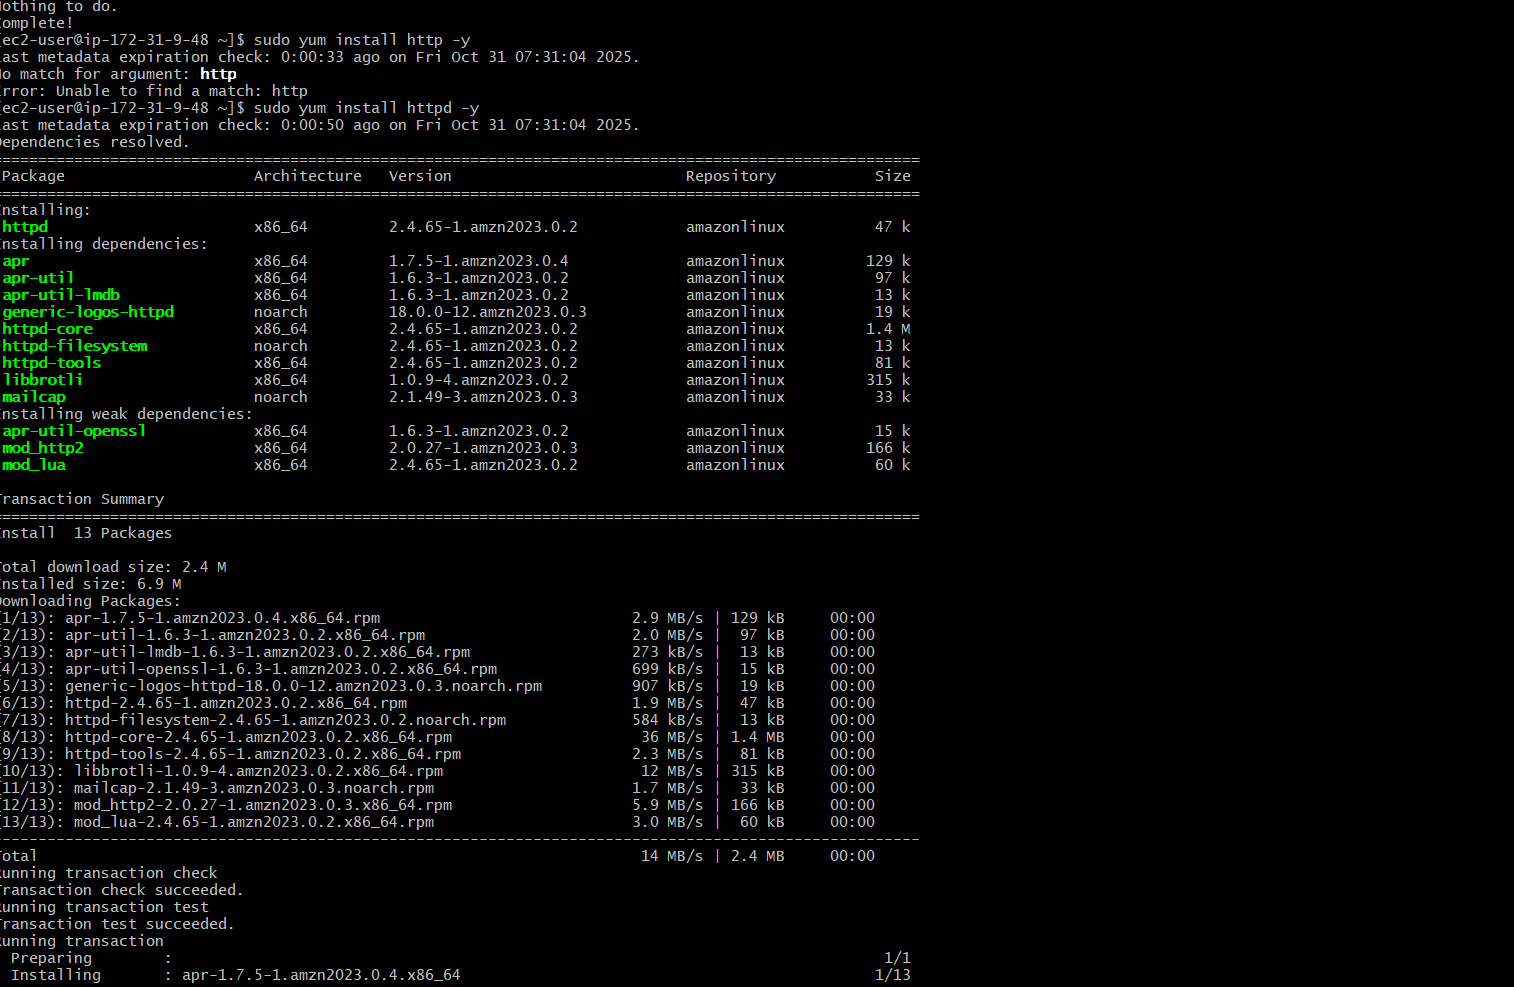 Nothing to do.
Complete!
[ec2-user@ip-172-31-9-48 ~]$ sudo yum install http -y
Last metadata expiration check: 0:00:33 ago on Fri Oct 31 07:31:04 2025.
No match for argument: http
Error: Unable to find a match: http
[ec2-user@ip-172-31-9-48 ~]$ sudo yum install httpd -y
Last metadata expiration check: 0:00:50 ago on Fri Oct 31 07:31:04 2025.
Dependencies resolved.
Package Architecture Version Repository Size
Installing:
httpd x86_64 2.4.65-1.amzn2023.0.2 amazonlinux 47 k
Installing dependencies:
apr x86_64 1.7.5-1.amzn2023.0.4 amazonlinux 129 k
apr-util x86_64 1.6.3-1.amzn2023.0.2 amazonlinux 97 k
apr-util-lmdb x86_64 1.6.3-1.amzn2023.0.2 amazonlinux 13 k
generic-logos-httpd noarch 18.0.0-12.amzn2023.0.3 amazonlinux 19 k
httpd-core x86_64 2.4.65-1.amzn2023.0.2 amazonlinux 1.4 M
httpd-filesystem noarch 2.4.65-1.amzn2023.0.2 amazonlinux 13 k
httpd-tools x86_64 2.4.65-1.amzn2023.0.2 amazonlinux 81 k
libbrotli x86_64 1.0.9-4.amzn2023.0.2 amazonlinux 315 k
mailcap noarch 2.1.49-3.amzn2023.0.3 amazonlinux 33 k
Installing weak dependencies:
apr-util-openssl x86_64 1.6.3-1.amzn2023.0.2 amazonlinux 15 k
mod_http2 x86_64 2.0.27-1.amzn2023.0.3 amazonlinux 166 k
mod_lua x86_64 2.4.65-1.amzn2023.0.2 amazonlinux 60 k
Transaction Summary
Install 13 Packages
Total download size: 2.4 M
Installed size: 6.9 M
Downloading Packages:
(1/13): apr-1.7.5-1.amzn2023.0.4.x86_64.rpm 2.9 MB/s | 129 kB 00:00
(2/13): apr-util-1.6.3-1.amzn2023.0.2.x86_64.rpm 2.0 MB/s | 97 kB 00:00
(3/13): apr-util-lmdb-1.6.3-1.amzn2023.0.2.x86_64.rpm 273 kB/s | 13 kB 00:00
(4/13): apr-util-openssl-1.6.3-1.amzn2023.0.2.x86_64.rpm 699 kB/s | 15 kB 00:00
(5/13): generic-logos-httpd-18.0.0-12.amzn2023.0.3.noarch.rpm 907 kB/s | 19 kB 00:00
(6/13): httpd-2.4.65-1.amzn2023.0.2.x86_64.rpm 1.9 MB/s | 47 kB 00:00
(7/13): httpd-filesystem-2.4.65-1.amzn2023.0.2.noarch.rpm 584 kB/s | 13 kB 00:00
(8/13): httpd-core-2.4.65-1.amzn2023.0.2.x86_64.rpm 36 MB/s | 1.4 MB 00:00
(9/13): httpd-tools-2.4.65-1.amzn2023.0.2.x86_64.rpm 2.3 MB/s | 81 kB 00:00
(10/13): libbrotli-1.0.9-4.amzn2023.0.2.x86_64.rpm 12 MB/s | 315 kB 00:00
(11/13): mailcap-2.1.49-3.amzn2023.0.3.noarch.rpm 1.7 MB/s | 33 kB 00:00
(12/13): mod_http2-2.0.27-1.amzn2023.0.3.x86_64.rpm 5.9 MB/s | 166 kB 00:00
(13/13): mod_lua-2.4.65-1.amzn2023.0.2.x86_64.rpm 3.0 MB/s | 60 kB 00:00
Total 14 MB/s | 2.4 MB 00:00
Running transaction check
Transaction check succeeded.
Running transaction test
Transaction test succeeded.
Running transaction
Preparing : 1/1
Installing : apr-1.7.5-1.amzn2023.0.4.x86_64 1/13